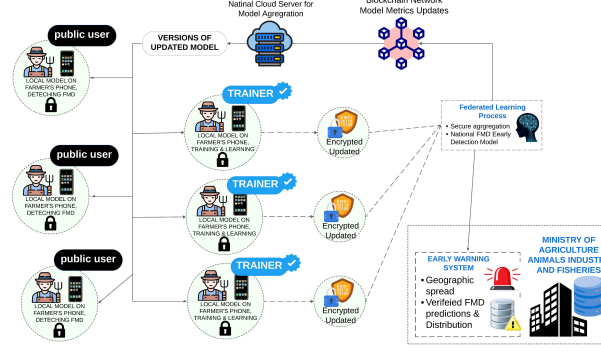 Natinal Cloud Server for
Model Agregration
Blockchain Network
Model Metrics Updates
public user
VERSIONS OF
UPDATED MODEL
LOCAL MODEL ON
FARMER'S PHONE,
DETECHING FMD
TRAINER
LOCAL MODEL ON
FARMER'S PHONE,
TRAINING & LEARNING
Encrypted
Updated
Federated Learning
Process
• Secure agrgregation
• National FMD Eearly
Detection Model
public user
LOCAL MODEL ON
FARMER'S PHONE,
DETECHING FMD
TRAINER
LOCAL MODEL ON
FARMER'S PHONE,
TRAINING & LEARNING
Encrypted
Updated
public user
LOCAL MODEL ON
FARMER'S PHONE,
DETECHING FMD
TRAINER
LOCAL MODEL ON
FARMER'S PHONE,
TRAINING & LEARNING
Encrypted
Updated
EARLY WARNING
SYSTEM
• Geographic
spread
• Verifeied FMD
predictions &
Distribution
MINISTRY OF
AGRICULTURE
ANIMALS INDUST
AND FISHERIES